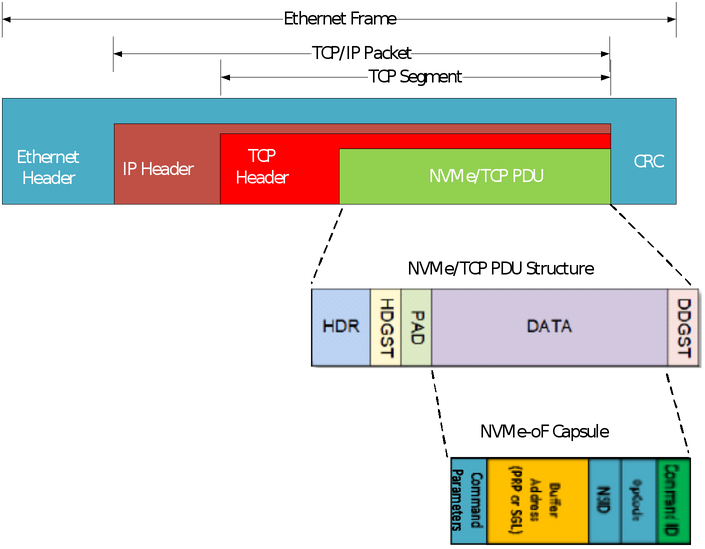 Ethernet Frame
TCP/IP Packet
TCP Segment
Ethernet
Header
IP Header
TCP
Header
NVMe/TCP PDU
CRC
NVMe/TCP PDU Structure
HDR
HDGST
PAD
DATA
DDGST
NVMe-oF Capsule
Command
Parameters
Buffer
Address
(PRP or SGL)
NSID
OpCode
Command ID